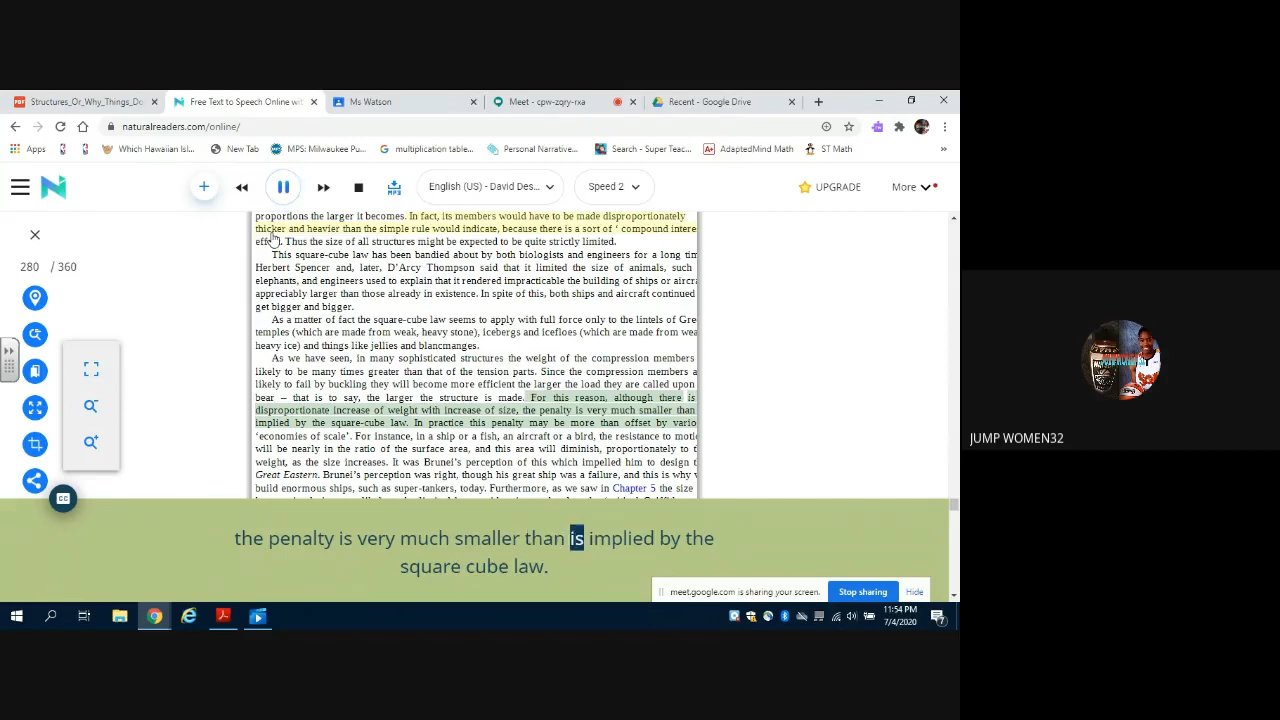 Structures_Or_Why_Things_Do
Free Text to Speech Online wit
Ms Watson
Meet - cpw-zqry-rxa
Recent - Google Drive
naturalreaders.com/online/
Apps
Which Hawaiian Isl...
New Tab
MPS: Milwaukee Pu...
multiplication table...
Personal Narrative...
Search - Super Teac...
AdaptedMind Math
ST Math
MP3
English (US) - David Des...
Speed 2
UPGRADE
More
280 / 360
proportions the larger it becomes. In fact, its members would have to be made disproportionately
thicker and heavier than the simple rule would indicate, because there is a sort of ‘ compound intere
Thus the size of all structures might be expected to be quite strictly limited.
This square-cube law has been bandied about by both biologists and engineers for a long tim
Herbert Spencer and, later, D’Arcy Thompson said that it limited the size of animals, such
elephants, and engineers used to explain that it rendered impracticable the building of ships or aircra
appreciably larger than those already in existence. In spite of this, both ships and aircraft continued
get bigger and bigger.
As a matter of fact the square-cube law seems to apply with full force only to the lintels of Gre
temples (which are made from weak, heavy stone), icebergs and icefloes (which are made from wea
heavy ice) and things like jellies and blancmanges.
As we have seen, in many sophisticated structures the weight of the compression members
likely to be many times greater than that of the tension parts. Since the compression members a
likely to fail by buckling they will become more efficient the larger the load they are called upon
bear – that is to say, the larger the structure is made. For this reason, although there is
disproportionate increase of weight with increase of size, the penalty is very much smaller than
implied by the square-cube law. In practice this penalty may be more than offset by vario
‘economies of scale’. For instance, in a ship or a fish, an aircraft or a bird, the resistance to moti
will be nearly in the ratio of the surface area, and this area will diminish, proportionately to t
weight, as the size increases. It was Brunei’s perception of this which impelled him to design t
Great Eastern. Brunei’s perception was right, though his great ship was a failure, and this is why
build enormous ships, such as super-tankers, today. Furthermore, as we saw in Chapter 5 the size
CC
the penalty is very much smaller than is implied by the
square cube law.
meet.google.com is sharing your screen.
Stop sharing
Hide
11:54 PM
7/4/2020
7
JUMP WOMEN32